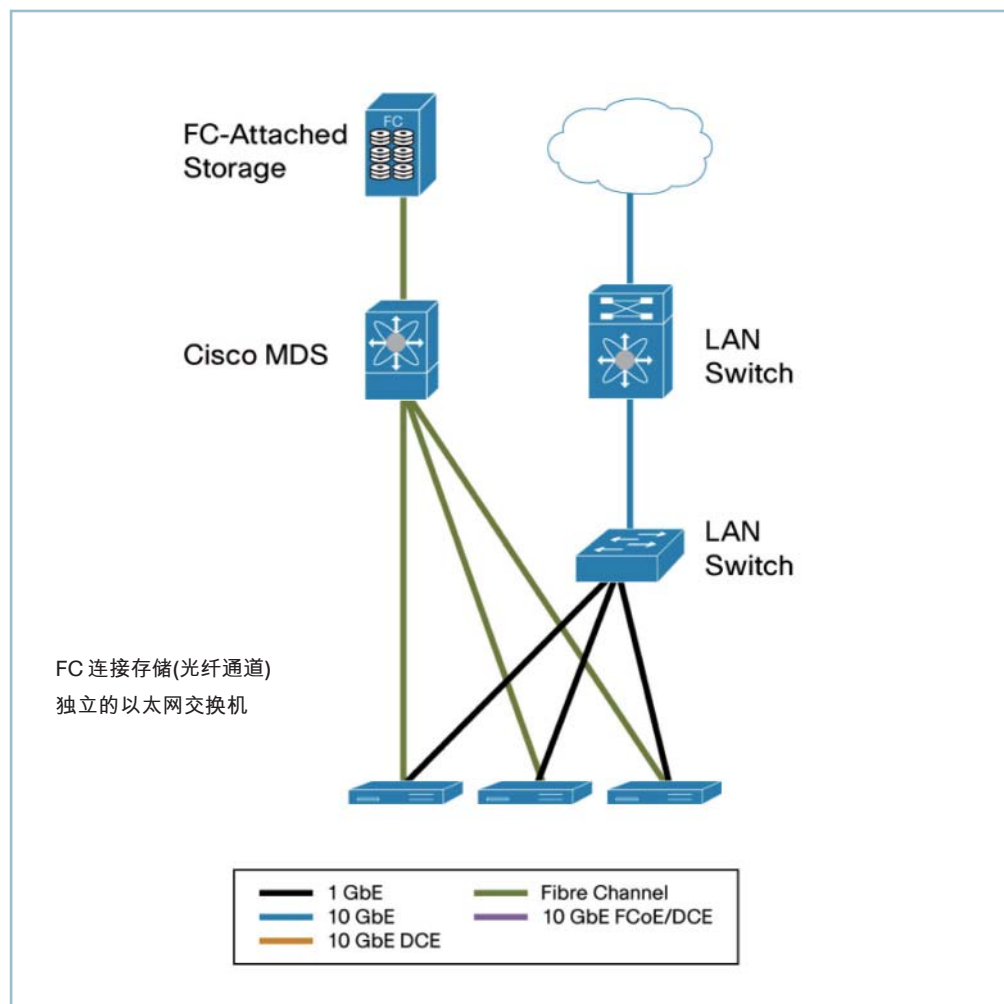 FC
FC-Attached
Storage
Cisco MDS
LAN
Switch
LAN
Switch
FC 连接存储(光纤通道)
独立的以太网交换机
1 GbE
Fibre Channel
10 GbE
10 GbE FCoE/DCE
10 GbE DCE